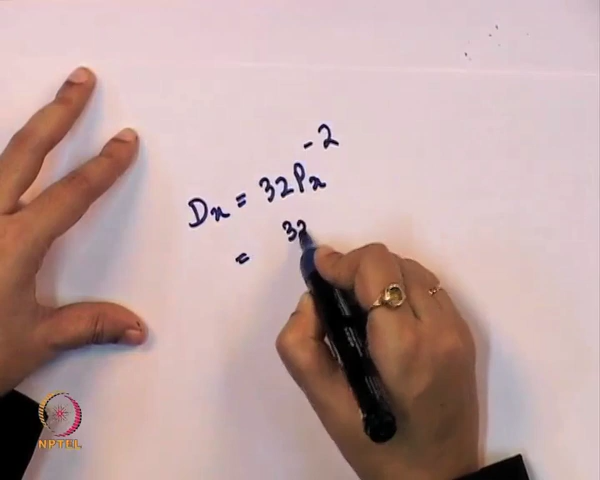 Dx = 32Px^-2
= 32
NPTEL